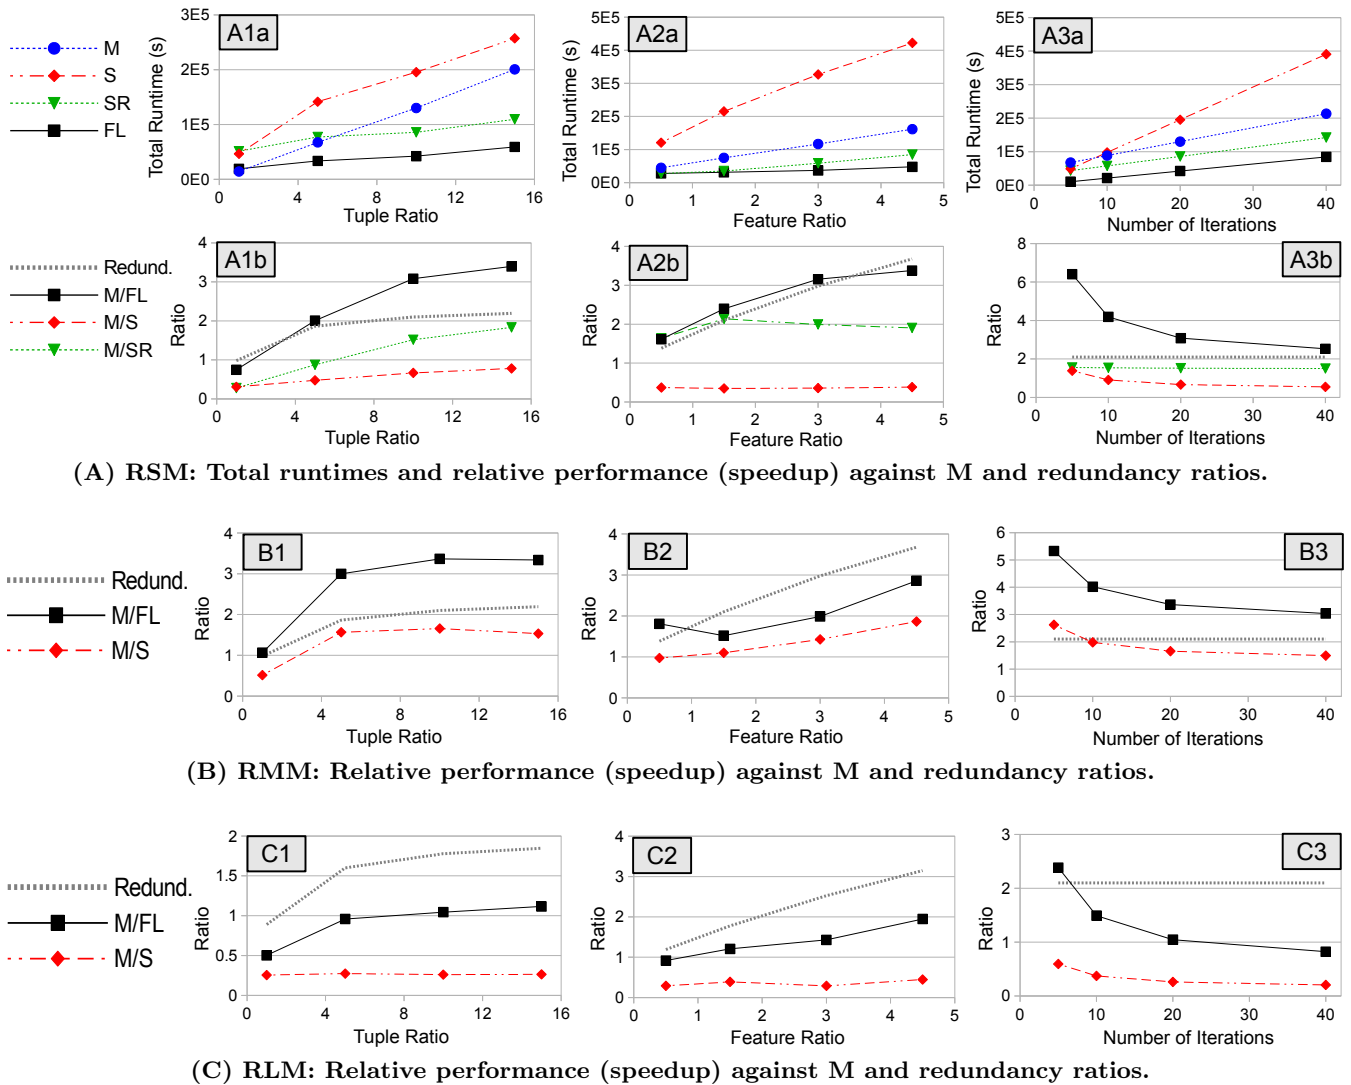 M
S
SR
FL
A1a
Total Runtime (s)
3E5
2E5
1E5
0E0
0 4 8 12 16
Tuple Ratio
A2a
Total Runtime (s)
5E5
4E5
3E5
2E5
1E5
0E0
0 1 2 3 4 5
Feature Ratio
A3a
Total Runtime (s)
5E5
4E5
3E5
2E5
1E5
0E0
0 10 20 30 40
Number of Iterations
Redund.
M/FL
M/S
M/SR
A1b
Ratio
4
3
2
1
0
0 4 8 12 16
Tuple Ratio
A2b
Ratio
4
3
2
1
0
0 1 2 3 4 5
Feature Ratio
A3b
Ratio
8
6
4
2
0
0 10 20 30 40
Number of Iterations
(A) RSM: Total runtimes and relative performance (speedup) against M and redundancy ratios.
Redund.
M/FL
M/S
B1
Ratio
4
3
2
1
0
0 4 8 12 16
Tuple Ratio
B2
Ratio
4
3
2
1
0
0 1 2 3 4 5
Feature Ratio
B3
Ratio
6
5
4
3
2
1
0
0 10 20 30 40
Number of Iterations
(B) RMM: Relative performance (speedup) against M and redundancy ratios.
Redund.
M/FL
M/S
C1
Ratio
2
1.5
1
0.5
0
0 4 8 12 16
Tuple Ratio
C2
Ratio
4
3
2
1
0
0 1 2 3 4 5
Feature Ratio
C3
Ratio
3
2
1
0
0 10 20 30 40
Number of Iterations
(C) RLM: Relative performance (speedup) against M and redundancy ratios.